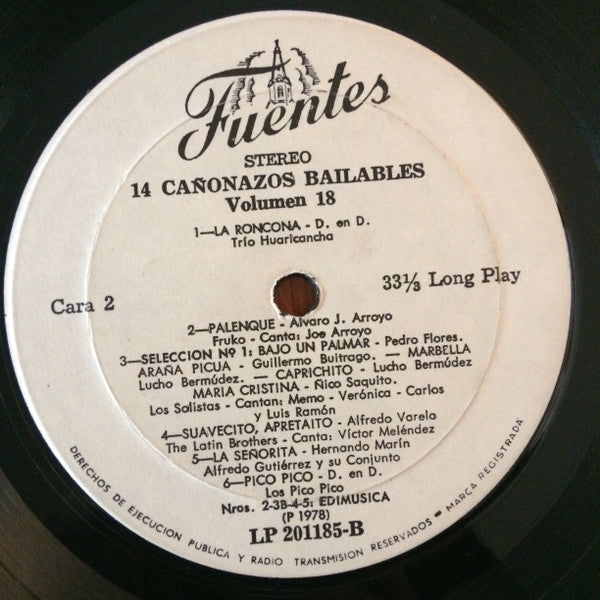 Fuentes
STEREO
14 CAÑONAZOS BAILABLES
Volumen 18
1—LA RONCONA - D. en D.
Trío Huaricancha
Cara 2
33⅓ Long Play
2—PALENQUE - Alvaro J. Arroyo
Fruko - Canta: Joe Arroyo
3—SELECCION Nº 1: BAJO UN PALMAR - Pedro Flores.
ARAÑA PICUA - Guillermo Buitrago. — MARBELLA
Lucho Bermúdez. — CAPRICHITO - Lucho Bermúdez
MARIA CRISTINA - Ñico Saquito.
Los Solistas - Cantan: Memo - Verónica - Carlos
y Luis Ramón
4—SUAVECITO, APRETAITO - Alfredo Varelo
The Latin Brothers - Canta: Víctor Meléndez
5—LA SEÑORITA - Hernando Marín
Alfredo Gutiérrez y su Conjunto
6—PICO PICO - D. en D.
Los Pico Pico
Nros. 2-3B-4-5: EDIMUSICA
(P 1978)
LP 201185-B
DERECHOS DE EJECUCION PUBLICA Y RADIO TRANSMISION RESERVADOS - MARCA REGISTRADA